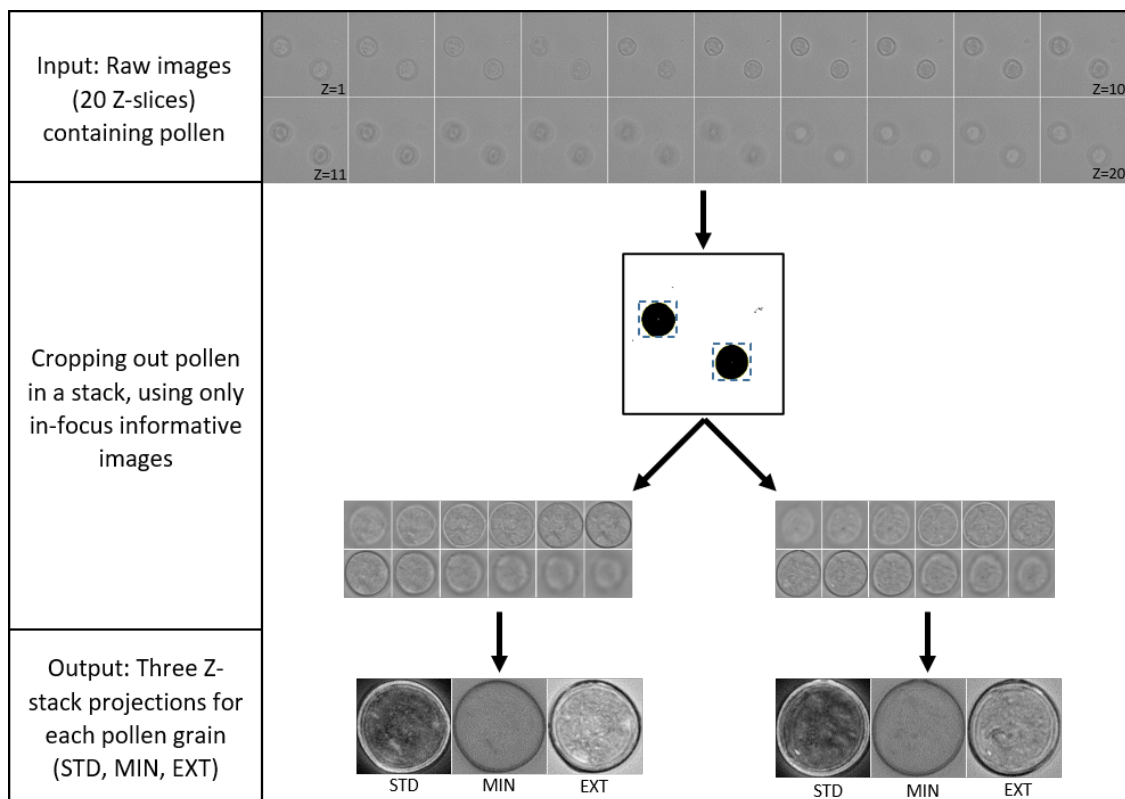 Input: Raw images
(20 Z-slices)
containing pollen
Z=1
Z=10
Z=11
Z=20
Cropping out pollen
in a stack, using only
in-focus informative
images
Output: Three Z-
stack projections for
each pollen grain
(STD, MIN, EXT)
STD MIN EXT
STD MIN EXT